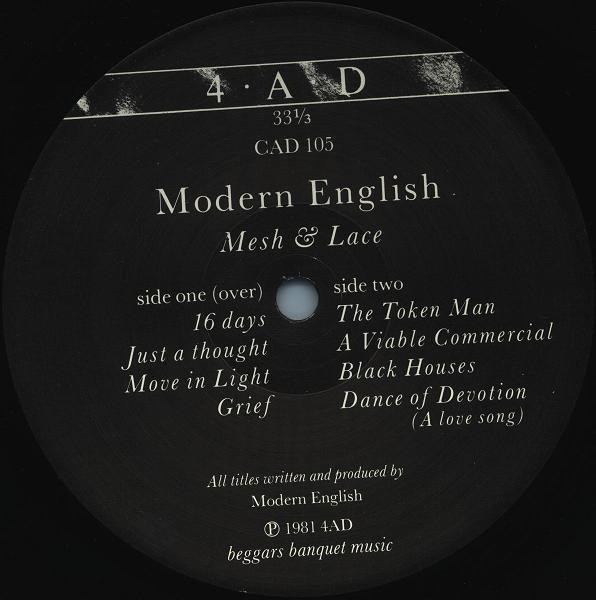 4·A·D
33⅓
CAD 105
Modern English
Mesh & Lace
side one (over)
16 days
Just a thought
Move in Light
Grief
side two
The Token Man
A Viable Commercial
Black Houses
Dance of Devotion
(A love song)
All titles written and produced by
Modern English
℗ 1981 4AD
beggars banquet music